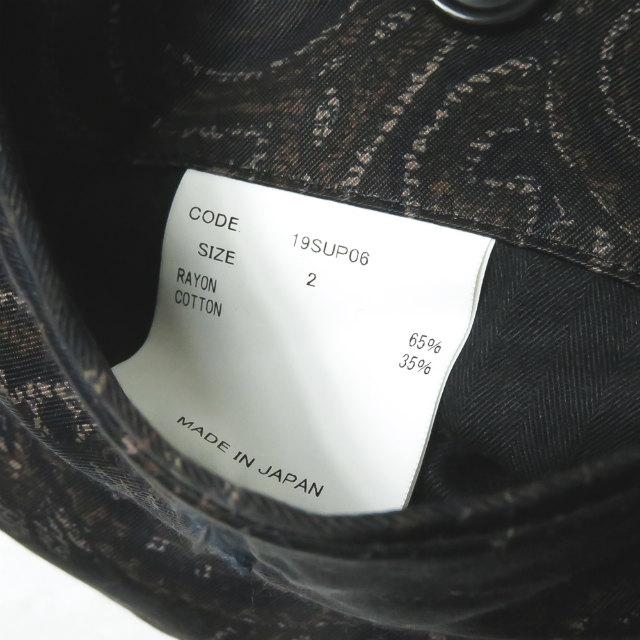 CODE. 19SUP06
SIZE 2
RAYON 65%
COTTON 35%
MADE IN JAPAN